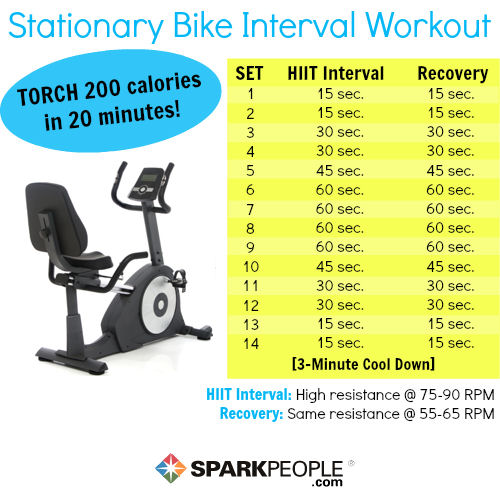 Stationary Bike Interval Workout
TORCH 200 calories
in 20 minutes!
SET HIIT Interval Recovery
1 15 sec. 15 sec.
2 15 sec. 15 sec.
3 30 sec. 30 sec.
4 30 sec. 30 sec.
5 45 sec. 45 sec.
6 60 sec. 60 sec.
7 60 sec. 60 sec.
8 60 sec. 60 sec.
9 60 sec. 60 sec.
10 45 sec. 45 sec.
11 30 sec. 30 sec.
12 30 sec. 30 sec.
13 15 sec. 15 sec.
14 15 sec. 15 sec.
[3-Minute Cool Down]
HIIT Interval: High resistance @ 75-90 RPM
Recovery: Same resistance @ 55-65 RPM
SPARKPEOPLE®
.com